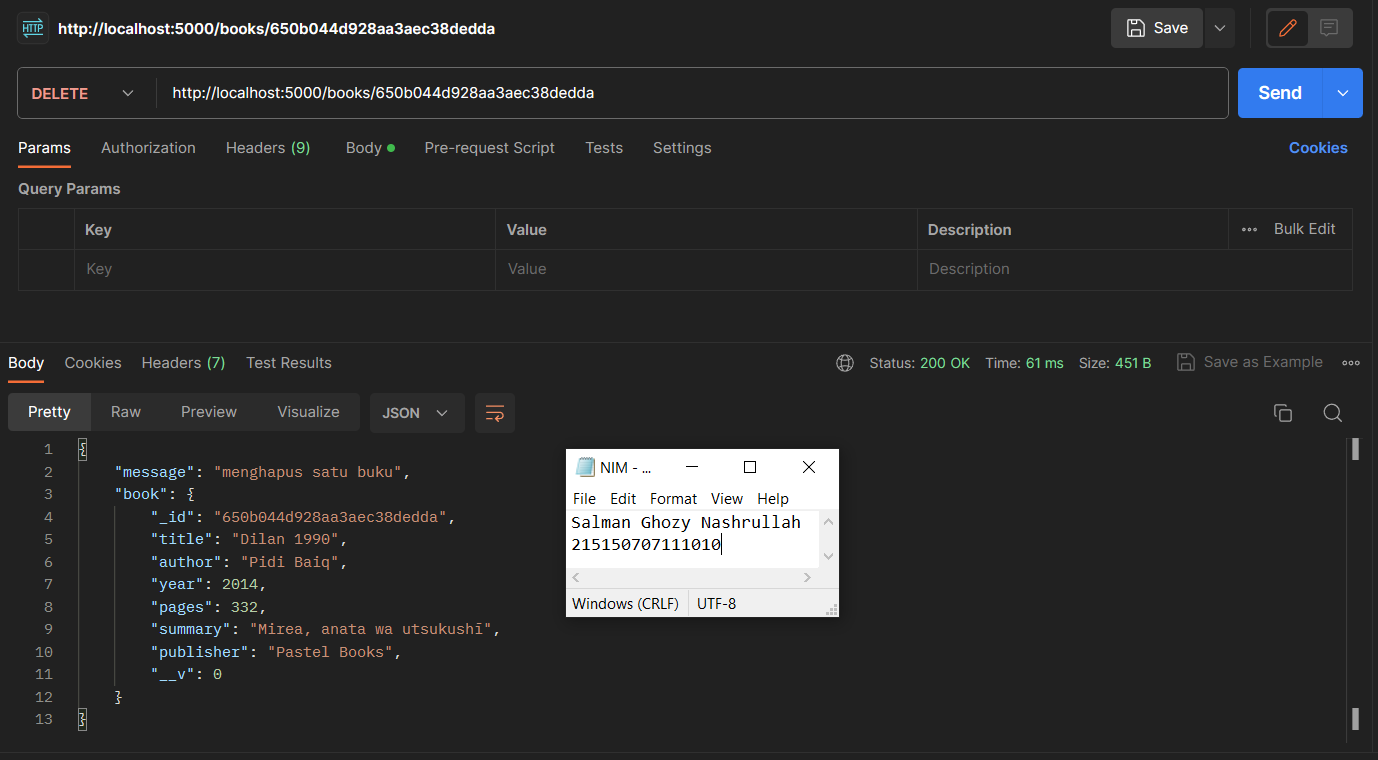 HTTP http://localhost:5000/books/650b044d928aa3aec38dedda Save
DELETE http://localhost:5000/books/650b044d928aa3aec38dedda Send
Params Authorization Headers (9) Body Pre-request Script Tests Settings Cookies
Query Params
Key Value Description Bulk Edit
Key Value Description
Body Cookies Headers (7) Test Results Status: 200 OK Time: 61 ms Size: 451 B Save as Example
Pretty Raw Preview Visualize JSON
1 {
2 "message": "menghapus satu buku",
3 "book": {
4 "_id": "650b044d928aa3aec38dedda",
5 "title": "Dilan 1990",
6 "author": "Pidi Baiq",
7 "year": 2014,
8 "pages": 332,
9 "summary": "Mirea, anata wa utsukushī",
10 "publisher": "Pastel Books",
11 "__v": 0
12 }
13 }
NIM - ...
File Edit Format View Help
Salman Ghozy Nashrullah
215150707111010
Windows (CRLF) UTF-8